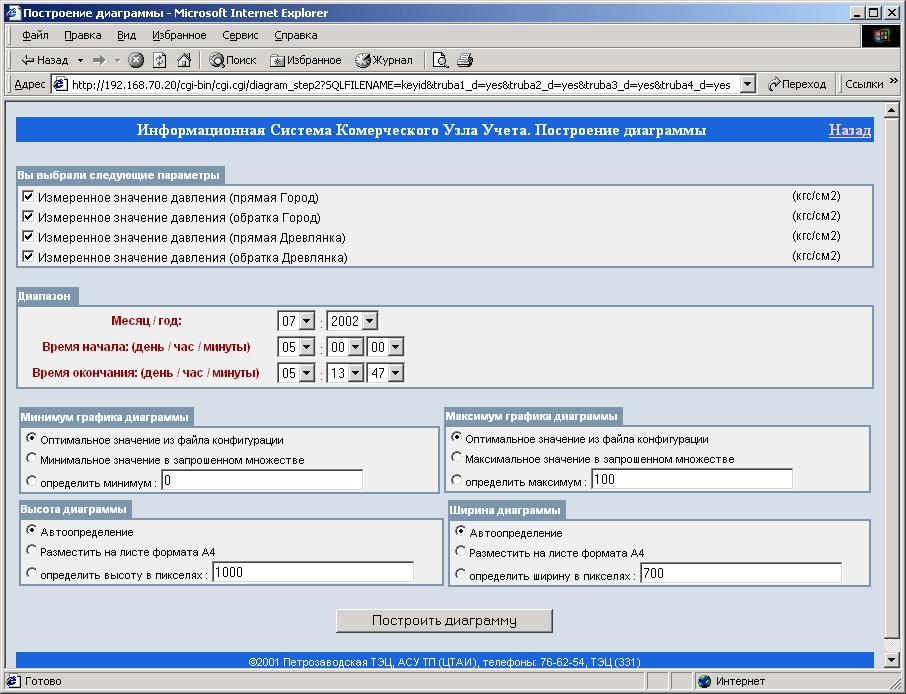 Построение диаграммы - Microsoft Internet Explorer
Файл Правка Вид Избранное Сервис Справка
Назад Поиск Избранное Журнал
Адрес http://192.168.70.20/cgi-bin/cgi.cgi/diagram_step2?SQLFILENAME=keyid&truba1_d=yes&truba2_d=yes&truba3_d=yes&truba4_d=yes Переход Ссылки »
Информационная Система Комерческого Узла Учета. Построение диаграммы Назад
Вы выбрали следующие параметры
Измеренное значение давления (прямая Город) (кгс/см2)
Измеренное значение давления (обратка Город) (кгс/см2)
Измеренное значение давления (прямая Древлянка) (кгс/см2)
Измеренное значение давления (обратка Древлянка) (кгс/см2)
Диапазон
Месяц / год: 07 : 2002
Время начала: (день / час / минуты) 05 : 00 00
Время окончания: (день / час / минуты) 05 : 13 47
Минимум графика диаграммы
Оптимальное значение из файла конфигурации
Минимальное значение в запрошенном множестве
определить минимум : 0
Максимум графика диаграммы
Оптимальное значение из файла конфигурации
Максимальное значение в запрошенном множестве
определить максимум : 100
Высота диаграммы
Автоопределение
Разместить на листе формата А4
определить высоту в пикселях : 1000
Ширина диаграммы
Автоопределение
Разместить на листе формата А4
определить ширину в пикселях : 700
Построить диаграмму
©2001 Петрозаводская ТЭЦ, АСУ ТП (ЦТАИ), телефоны: 76-62-54, ТЭЦ (331)
Готово Интернет